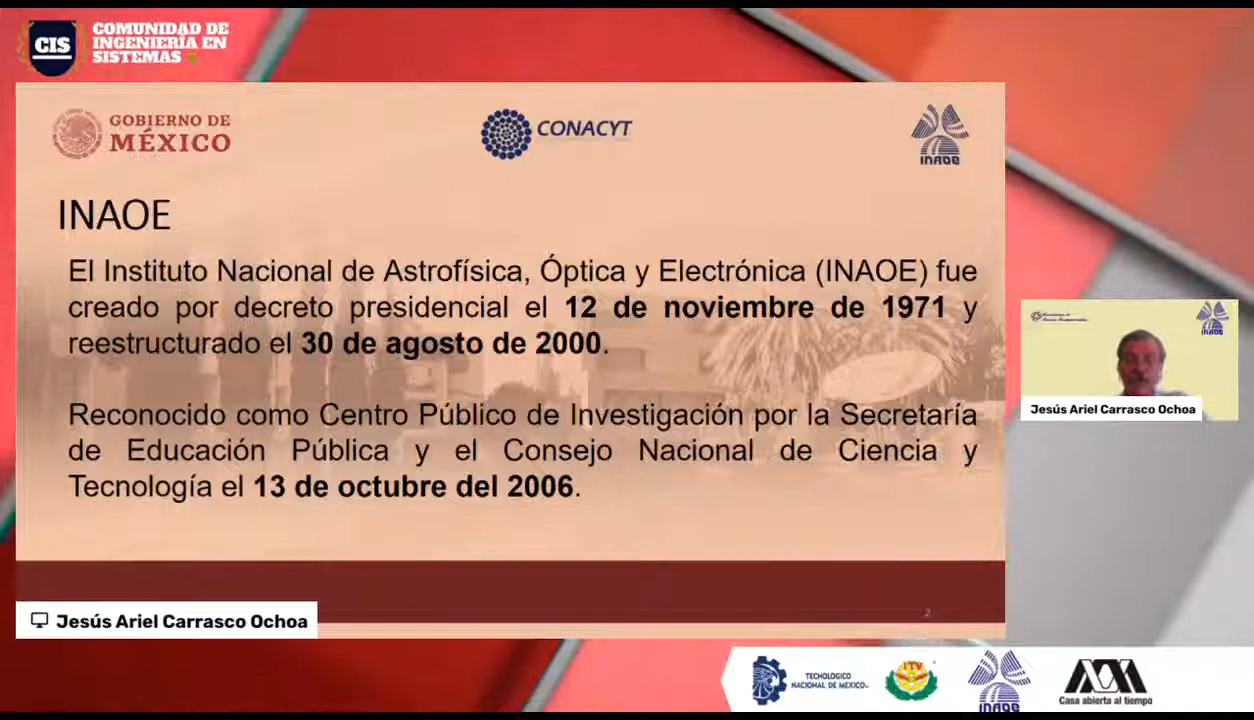 CIS
COMUNIDAD DE
INGENIERÍA EN
SISTEMAS
GOBIERNO DE
MÉXICO
CONACYT
INAOE
INAOE
El Instituto Nacional de Astrofísica, Óptica y Electrónica (INAOE) fue
creado por decreto presidencial el 12 de noviembre de 1971 y
reestructurado el 30 de agosto de 2000.
Reconocido como Centro Público de Investigación por la Secretaría
de Educación Pública y el Consejo Nacional de Ciencia y
Tecnología el 13 de octubre del 2006.
2
Jesús Ariel Carrasco Ochoa
INAOE
Jesús Ariel Carrasco Ochoa
TECNOLÓGICO
NACIONAL DE MÉXICO
ITV
INAOE
Casa abierta al tiempo